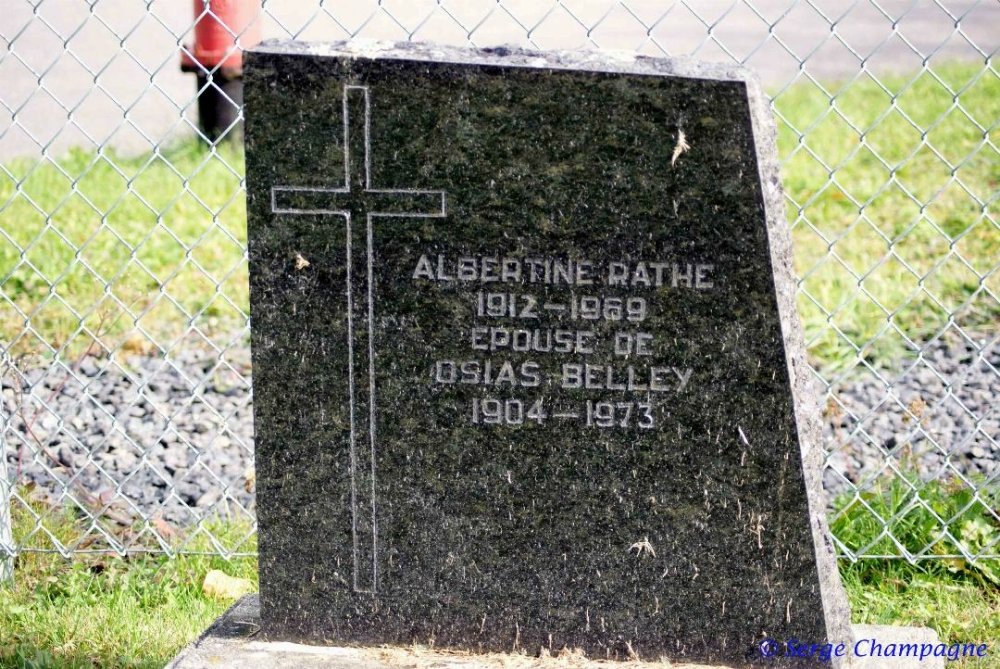 ALBERTINE RATHE
1912-1969
EPOUSE DE
OSIAS BELLEY
1904-1973
©Serge Champagne